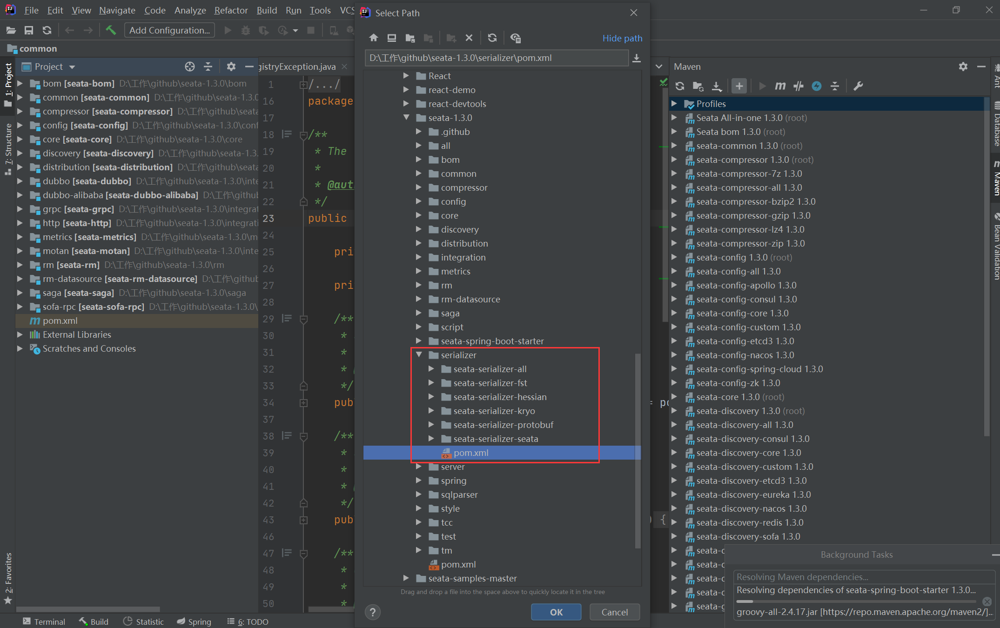 File Edit View Navigate Code Analyze Refactor Build Run Tools VCS
Add Configuration...
common
1: Project
7: Structure
2: Favorites
Project
bom [seata-bom] D:\工作\github\seata-1.3.0\bom
common [seata-common] D:\工作\github\seata-1.3.0
compressor [seata-compressor] D:\工作\github\seata
config [seata-config] D:\工作\github\seata-1.3.0\conf
core [seata-core] D:\工作\github\seata-1.3.0\core
discovery [seata-discovery] D:\工作\github\seata-1.3.
distribution [seata-distribution] D:\工作\github\seata
dubbo [seata-dubbo] D:\工作\github\seata-1.3.0\inte
dubbo-alibaba [seata-dubbo-alibaba] D:\工作\github
grpc [seata-grpc] D:\工作\github\seata-1.3.0\integrat
http [seata-http] D:\工作\github\seata-1.3.0\integrati
metrics [seata-metrics] D:\工作\github\seata-1.3.0\m
motan [seata-motan] D:\工作\github\seata-1.3.0\inte
rm [seata-rm] D:\工作\github\seata-1.3.0\rm
rm-datasource [seata-rm-datasource] D:\工作\github
saga [seata-saga] D:\工作\github\seata-1.3.0\saga
sofa-rpc [seata-sofa-rpc] D:\工作\github\seata-1.3.0\
pom.xml
External Libraries
Scratches and Consoles
gistryException.java
1 /.../
16 package
17
18 /**
19 * The
20 *
21 * @aut
22 */
23 public
24
25 pri
26
27 pri
28
29 /**
30 *
31 *
32 *
33 */
34 pub = po
37
38 /**
39 *
40 *
41 *
42 */
43 pub ) {
46
47 /**
48 *
49 *
50 *
Select Path
Hide path
D:\工作\github\seata-1.3.0\serializer\pom.xml
React
react-demo
react-devtools
seata-1.3.0
.github
all
bom
common
compressor
config
core
discovery
distribution
integration
metrics
rm
rm-datasource
saga
script
seata-spring-boot-starter
serializer
seata-serializer-all
seata-serializer-fst
seata-serializer-hessian
seata-serializer-kryo
seata-serializer-protobuf
seata-serializer-seata
pom.xml
server
spring
sqlparser
style
tcc
test
tm
pom.xml
seata-samples-master
Drag and drop a file into the space above to quickly locate it in the tree
?
OK
Cancel
Maven
Profiles
Seata All-in-one 1.3.0 (root)
Seata bom 1.3.0 (root)
seata-common 1.3.0 (root)
seata-compressor 1.3.0 (root)
seata-compressor-7z 1.3.0
seata-compressor-all 1.3.0
seata-compressor-bzip2 1.3.0
seata-compressor-gzip 1.3.0
seata-compressor-lz4 1.3.0
seata-compressor-zip 1.3.0
seata-config 1.3.0 (root)
seata-config-all 1.3.0
seata-config-apollo 1.3.0
seata-config-consul 1.3.0
seata-config-core 1.3.0
seata-config-custom 1.3.0
seata-config-etcd3 1.3.0
seata-config-nacos 1.3.0
seata-config-spring-cloud 1.3.0
seata-config-zk 1.3.0
seata-core 1.3.0 (root)
seata-discovery 1.3.0 (root)
seata-discovery-all 1.3.0
seata-discovery-consul 1.3.0
seata-discovery-core 1.3.0
seata-discovery-custom 1.3.0
seata-discovery-etcd3 1.3.0
seata-discovery-eureka 1.3.0
seata-discovery-nacos 1.3.0
seata-discovery-redis 1.3.0
seata-discovery-sofa 1.3.0
seata-c
seata-c
seata-c
seata-c
seata-g
Background Tasks
Resolving Maven dependencies...
Resolving dependencies of seata-spring-boot-starter 1.3.0...
groovy-all-2.4.17.jar [https://repo.maven.apache.org/maven2/]...
Ant
Database
Maven
Bean Validation
Terminal Build Statistic Spring 6: TODO